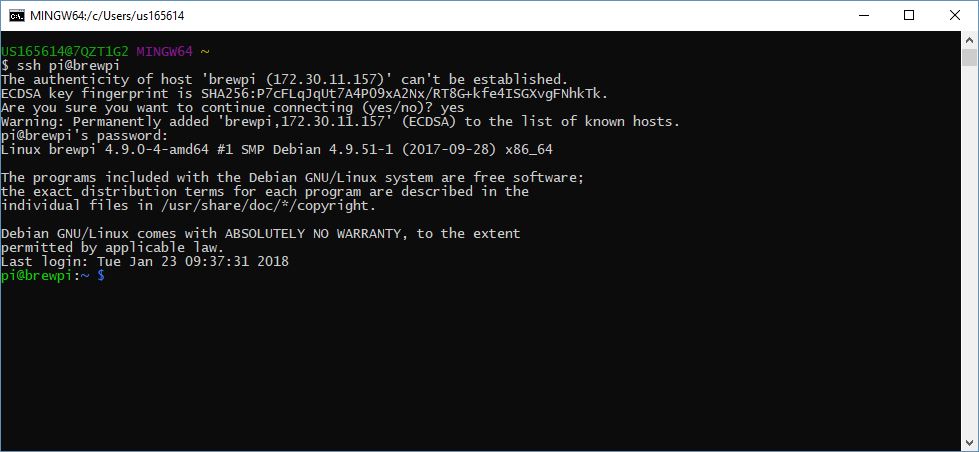 MINGW64:/c/Users/us165614
US165614@7QZT1G2 MINGW64 ~
$ ssh pi@brewpi
The authenticity of host 'brewpi (172.30.11.157)' can't be established.
ECDSA key fingerprint is SHA256:P7cFLqJqUt7A4PO9xA2Nx/RT8G+kfe4ISGXvgFNhkTk.
Are you sure you want to continue connecting (yes/no)? yes
Warning: Permanently added 'brewpi,172.30.11.157' (ECDSA) to the list of known hosts.
pi@brewpi's password:
Linux brewpi 4.9.0-4-amd64 #1 SMP Debian 4.9.51-1 (2017-09-28) x86_64
The programs included with the Debian GNU/Linux system are free software;
the exact distribution terms for each program are described in the
individual files in /usr/share/doc/*/copyright.
Debian GNU/Linux comes with ABSOLUTELY NO WARRANTY, to the extent
permitted by applicable law.
Last login: Tue Jan 23 09:37:31 2018
pi@brewpi:~ $